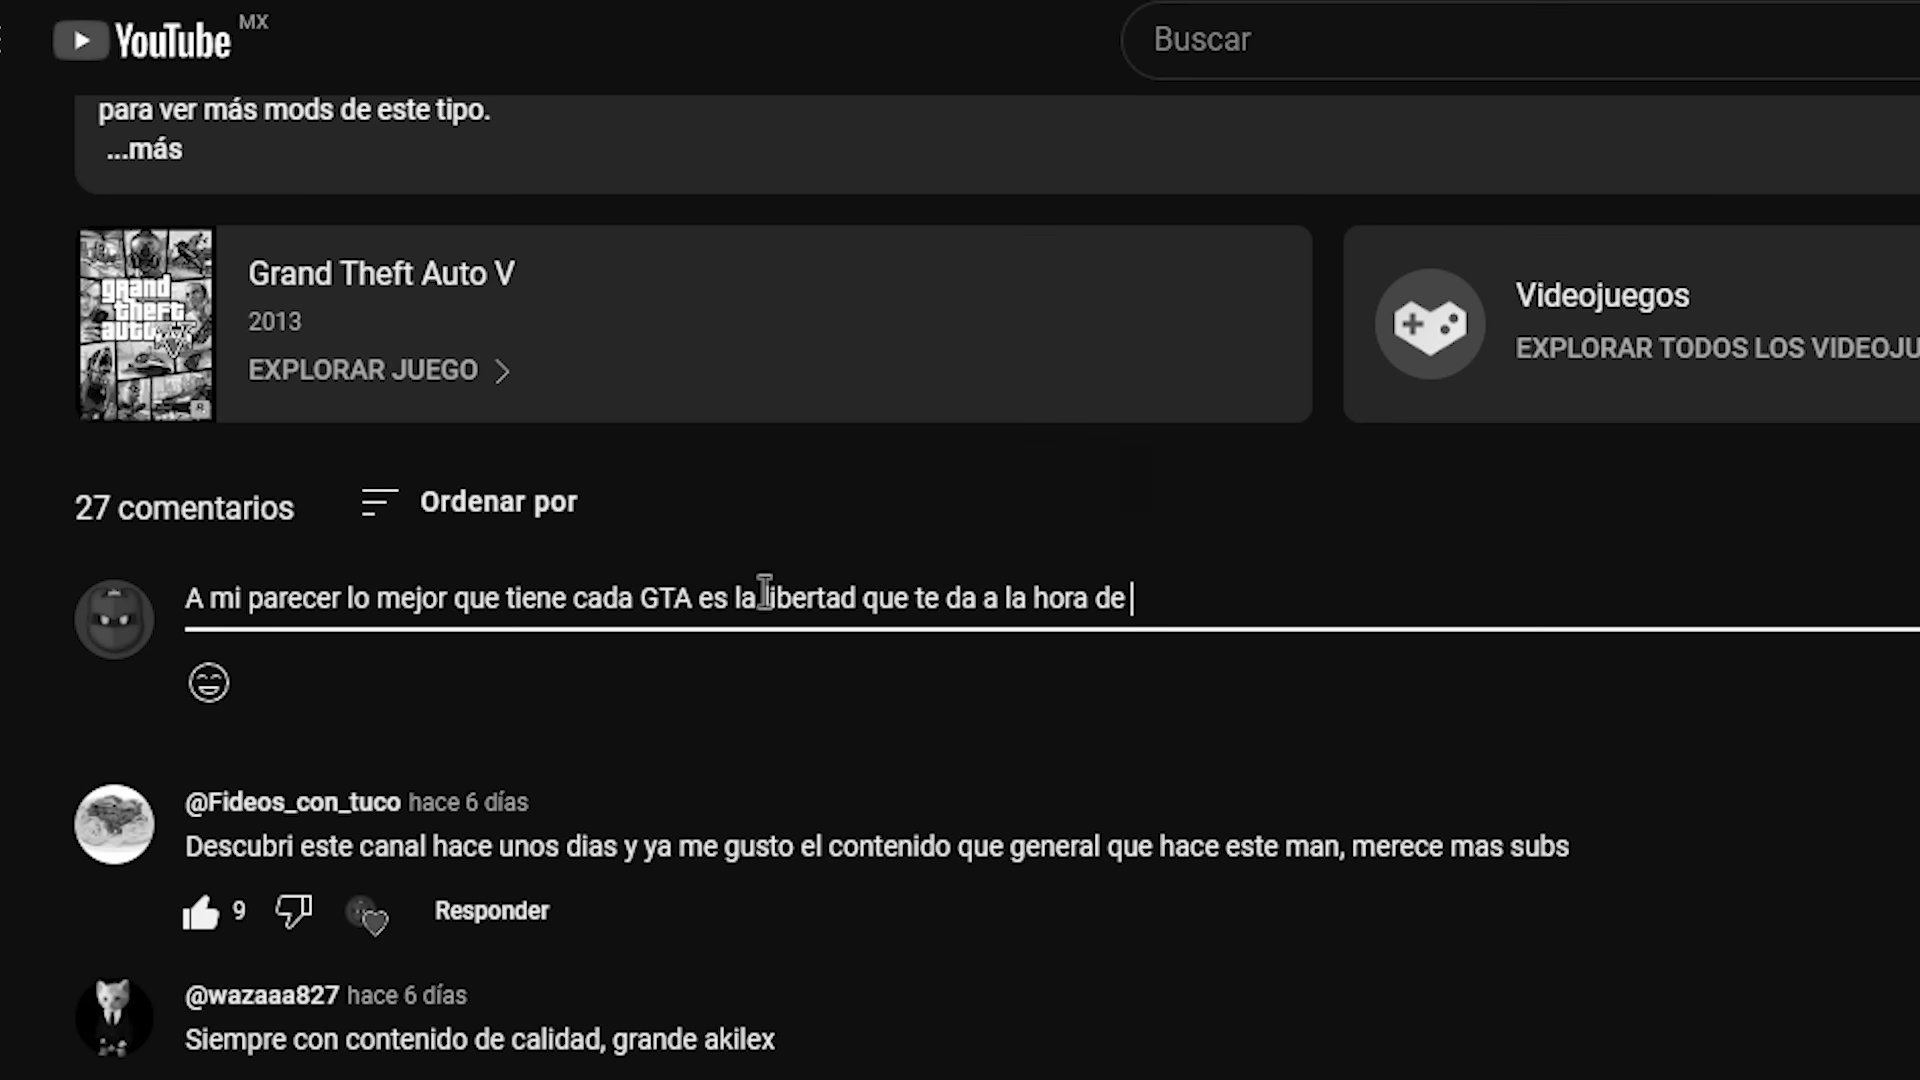 YouTube MX
Buscar
para ver más mods de este tipo.
...más
grand
theft
auto
Grand Theft Auto V
2013
EXPLORAR JUEGO
Videojuegos
EXPLORAR TODOS LOS VIDEOJU
27 comentarios
Ordenar por
A mi parecer lo mejor que tiene cada GTA es la libertad que te da a la hora de
@Fideos_con_tuco hace 6 días
Descubri este canal hace unos dias y ya me gusto el contenido que general que hace este man, merece mas subs
9
Responder
@wazaaa827 hace 6 días
Siempre con contenido de calidad, grande akilex